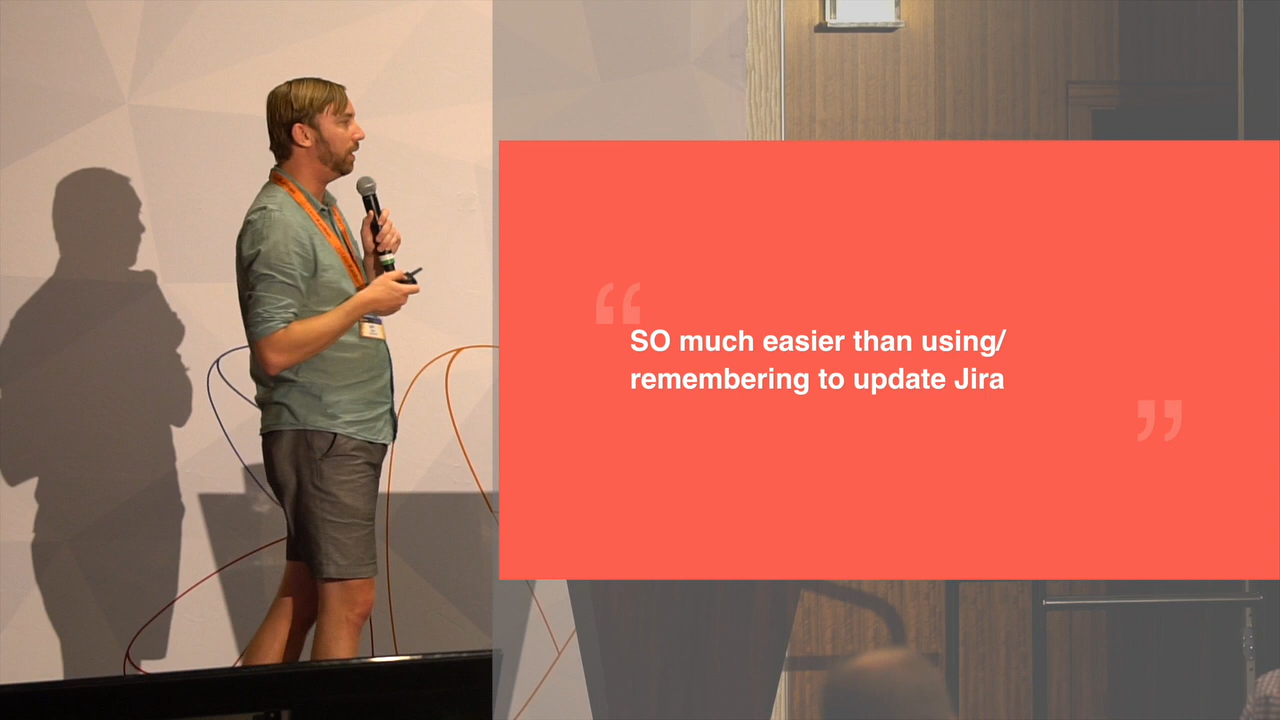 SO much easier than using/
remembering to update Jira